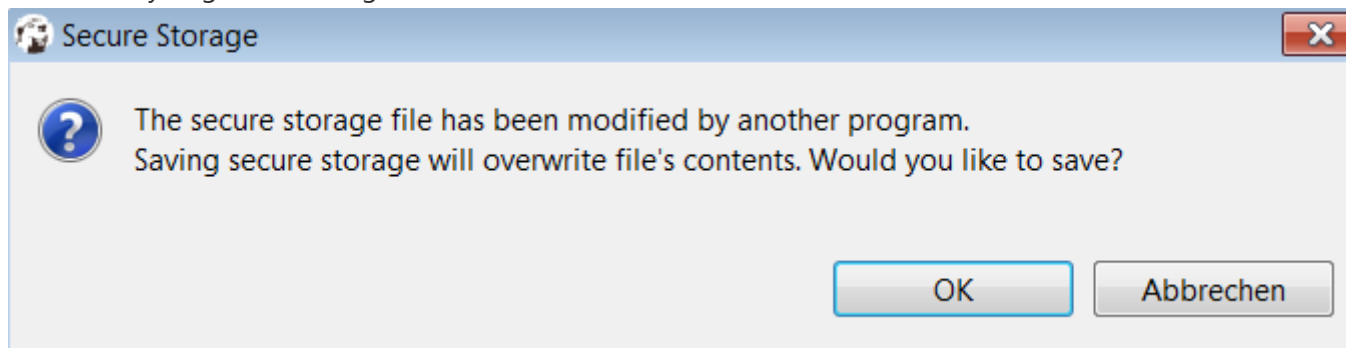 Secure Storage
The secure storage file has been modified by another program.
Saving secure storage will overwrite file's contents. Would you like to save?
OK
Abbrechen